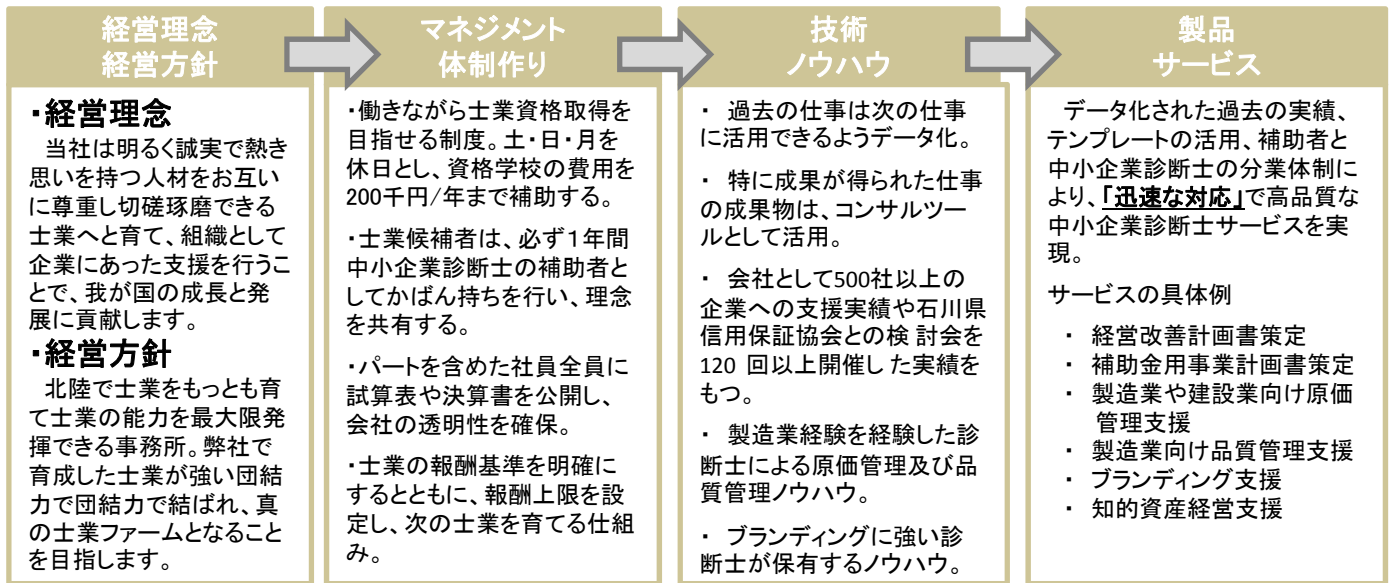 経営理念
経営方針
・経営理念
　当社は明るく誠実で熱き
思いを持つ人材をお互い
に尊重し切磋琢磨できる
士業へと育て、組織として
企業にあった支援を行うこ
とで、我が国の成長と発
展に貢献します。
・経営方針
　北陸で士業をもっとも育
て士業の能力を最大限発
揮できる事務所。弊社で
育成した士業が強い団結
力で団結力で結ばれ、真
の士業ファームとなること
を目指します。
マネジメント
体制作り
・働きながら士業資格取得を
目指せる制度。土・日・月を
休日とし、資格学校の費用を
200千円/年まで補助する。
・士業候補者は、必ず１年間
中小企業診断士の補助者と
してかばん持ちを行い、理念
を共有する。
・パートを含めた社員全員に
試算表や決算書を公開し、
会社の透明性を確保。
・士業の報酬基準を明確に
するとともに、報酬上限を設
定し、次の士業を育てる仕組
み。
技術
ノウハウ
・ 過去の仕事は次の仕事
に活用できるようデータ化。
・ 特に成果が得られた仕事
の成果物は、コンサルツー
ルとして活用。
・ 会社として500社以上の
企業への支援実績や石川県
信用保証協会との検 討会を
120 回以上開催し た実績を
もつ。
・ 製造業経験を経験した診
断士による原価管理及び品
質管理ノウハウ。
・ ブランディングに強い診
断士が保有するノウハウ。
製品
サービス
　データ化された過去の実績、
テンプレートの活用、補助者と
中小企業診断士の分業体制に
より、「迅速な対応」で高品質な
中小企業診断士サービスを実
現。
サービスの具体例
・ 経営改善計画書策定
・ 補助金用事業計画書策定
・ 製造業や建設業向け原価
管理支援
・ 製造業向け品質管理支援
・ ブランディング支援
・ 知的資産経営支援